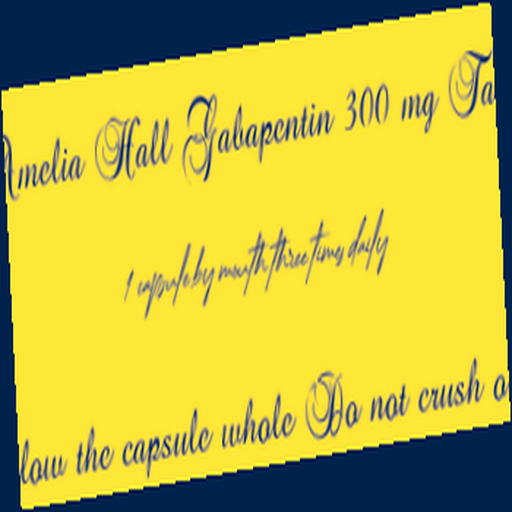 Amelia Hall Gabapentin 300 mg Ta
1 capsule by mouth three times daily
low the capsule whole Do not crush o